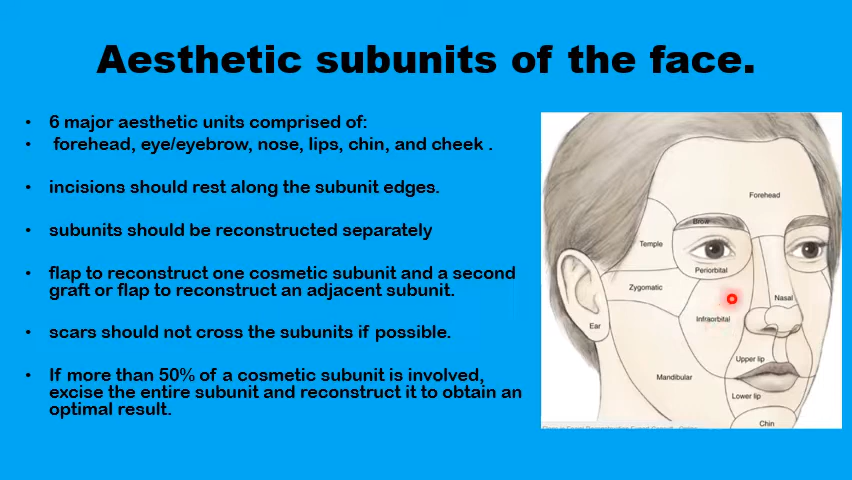 Aesthetic subunits of the face.
• 6 major aesthetic units comprised of:
• forehead, eye/eyebrow, nose, lips, chin, and cheek .
• incisions should rest along the subunit edges.
• subunits should be reconstructed separately
• flap to reconstruct one cosmetic subunit and a second
graft or flap to reconstruct an adjacent subunit.
• scars should not cross the subunits if possible.
• If more than 50% of a cosmetic subunit is involved,
excise the entire subunit and reconstruct it to obtain an
optimal result.
Forehead
Brow
Temple
Periorbital
Zygomatic
Nasal
Infraorbital
Ear
Upper lip
Mandibular
Lower lip
Chin